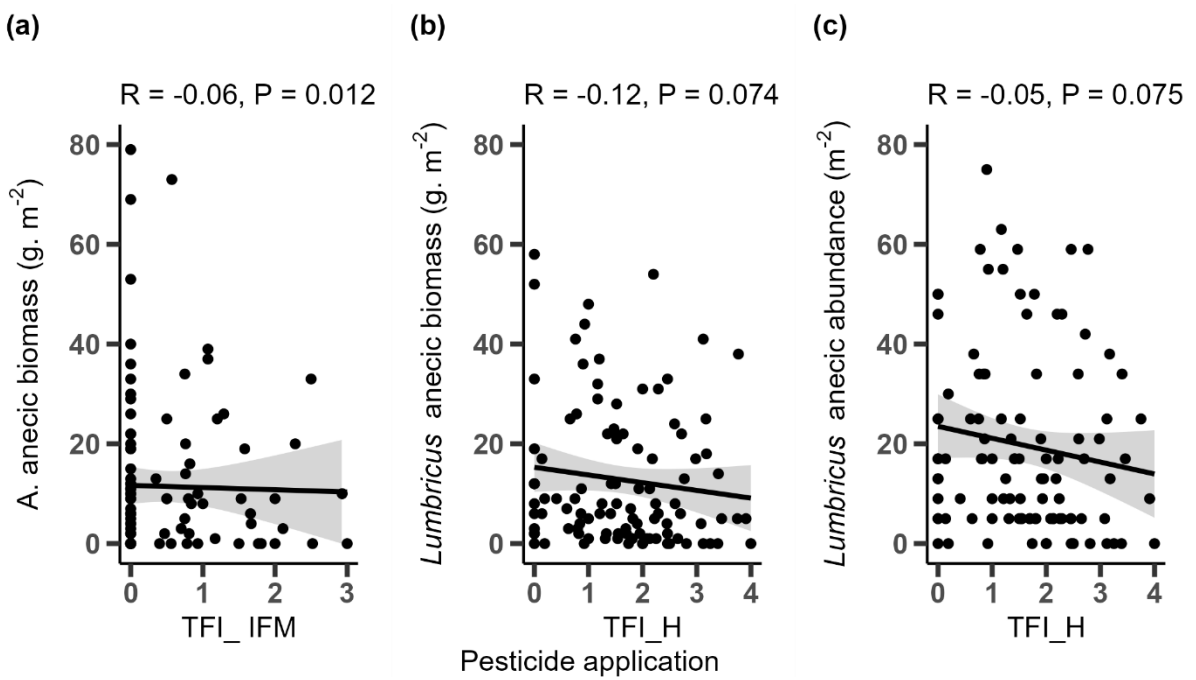 (a)
(b)
(c)
R = -0.06, P = 0.012
R = -0.12, P = 0.074
R = -0.05, P = 0.075
A. anecic biomass (g. m⁻²)
80
60
40
20
0
0 1 2 3
TFI_ IFM
Lumbricus anecic biomass (g. m⁻²)
80
60
40
20
0
0 1 2 3 4
TFI_H
Lumbricus anecic abundance (m⁻²)
80
60
40
20
0
0 1 2 3 4
TFI_H
Pesticide application